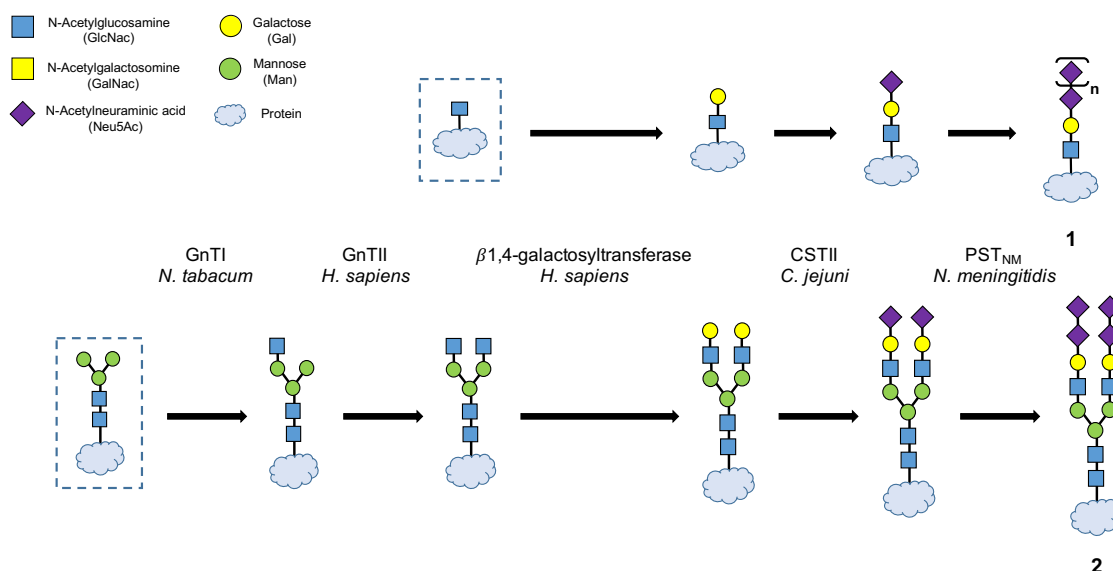 N-Acetylglucosamine
(GlcNac)
Galactose
(Gal)
N-Acetylgalactosomine
(GalNac)
Mannose
(Man)
N-Acetylneuraminic acid
(Neu5Ac)
Protein
n
1
GnTI
N. tabacum
GnTII
H. sapiens
β1,4-galactosyltransferase
H. sapiens
CSTII
C. jejuni
PSTNM
N. meningitidis
2